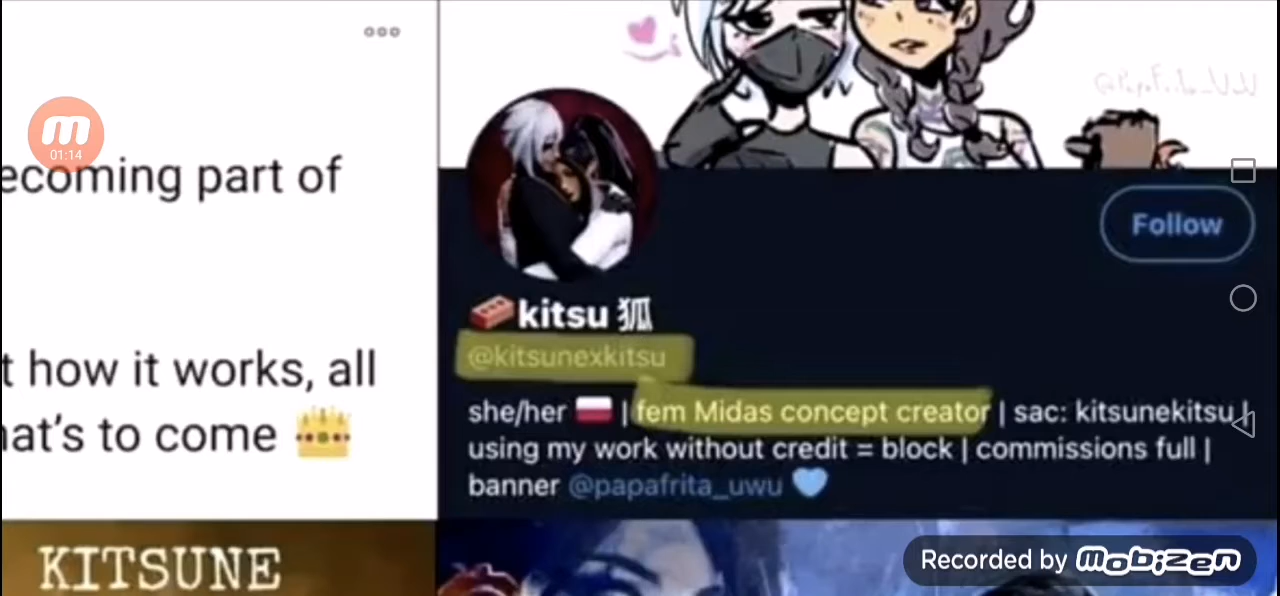 01:14
ecoming part of
t how it works, all
at's to come 👑
KITSUNE
Follow
kitsu 狐
@kitsunexkitsu
she/her 🇵🇱 | fem Midas concept creator | sac: kitsunekitsu |
using my work without credit = block | commissions full |
banner @papafrita_uwu 💙
Recorded by mobizen